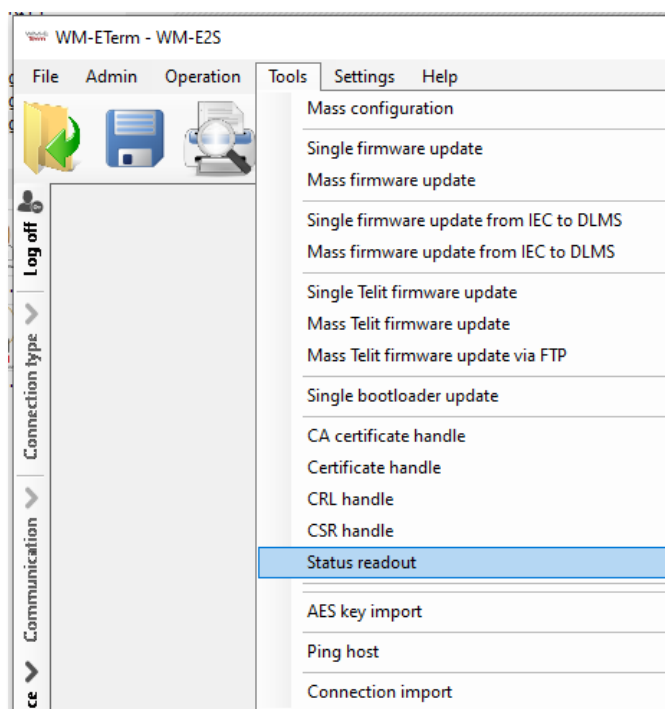 WM-ETerm - WM-E2S
File Admin Operation Tools Settings Help
Mass configuration
Single firmware update
Mass firmware update
Single firmware update from IEC to DLMS
Mass firmware update from IEC to DLMS
Single Telit firmware update
Mass Telit firmware update
Mass Telit firmware update via FTP
Single bootloader update
CA certificate handle
Certificate handle
CRL handle
CSR handle
Status readout
AES key import
Ping host
Connection import
Log off
Connection type
Communication